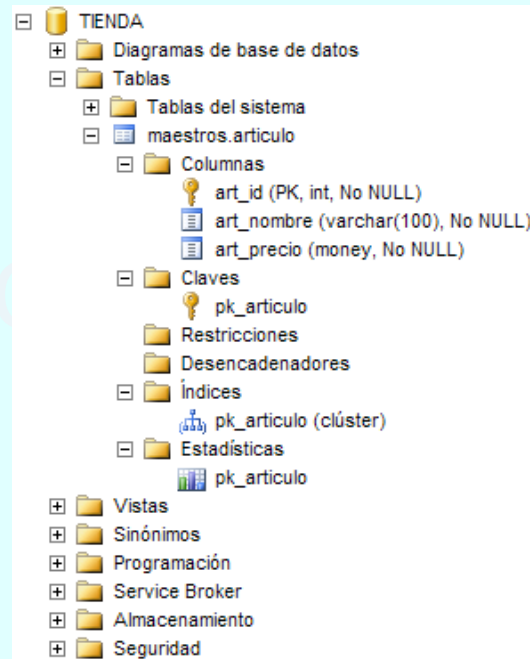 TIENDA
Diagramas de base de datos
Tablas
Tablas del sistema
maestros.articulo
Columnas
art_id (PK, int, No NULL)
art_nombre (varchar(100), No NULL)
art_precio (money, No NULL)
Claves
pk_articulo
Restricciones
Desencadenadores
Índices
pk_articulo (clúster)
Estadísticas
pk_articulo
Vistas
Sinónimos
Programación
Service Broker
Almacenamiento
Seguridad